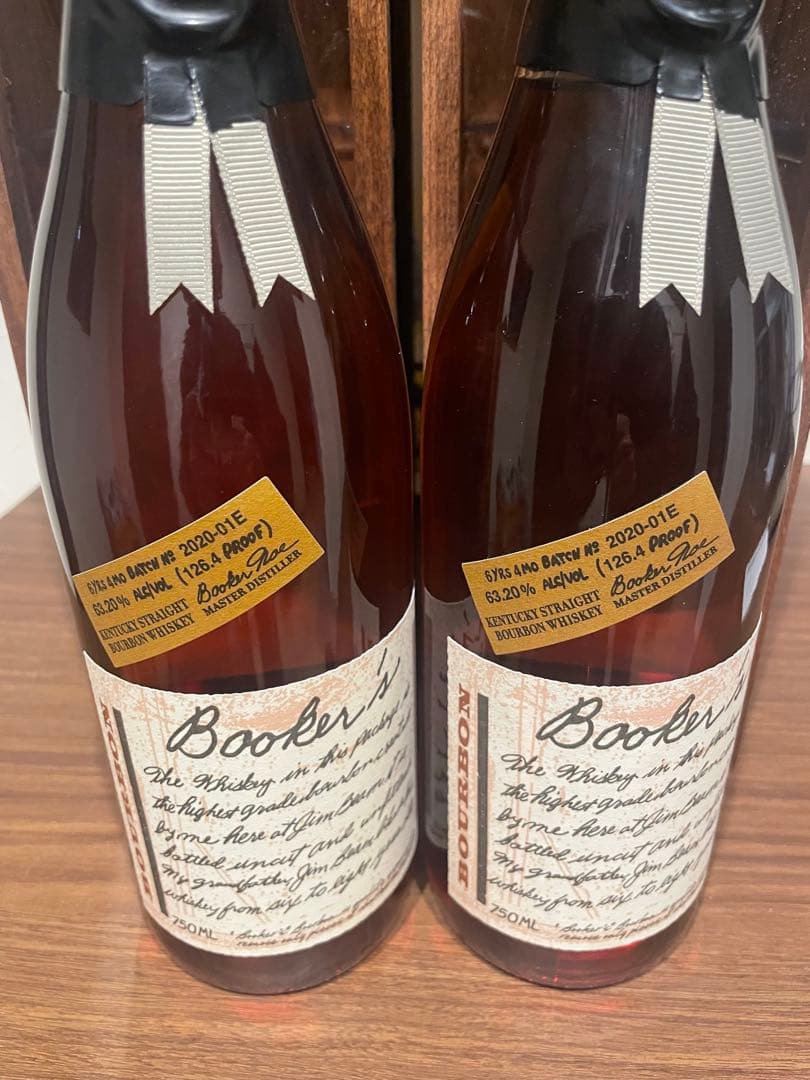 6YRS 4MO BATCH Nº 2020-01E
63.20% ALC/VOL (126.4 PROOF)
KENTUCKY STRAIGHT
BOURBON WHISKEY
Booker Noe
MASTER DISTILLER
BOURBON
Booker's
The Whiskey in this package is
the highest grade bourbon
by me here at Jim Beam
bottled uncut and
My grandfather, Jim Beam,
whiskey from six to eight
750ML
6YRS 4MO BATCH Nº 2020-01E
63.20% ALC/VOL (126.4 PROOF)
KENTUCKY STRAIGHT
BOURBON WHISKEY
Booker Noe
MASTER DISTILLER
BOURBON
Booker's
The Whiskey in this package
the highest grade bourbon
by me here at Jim Beam
bottled uncut and
My grandfather, Jim Beam
whiskey from six to eight
750ML